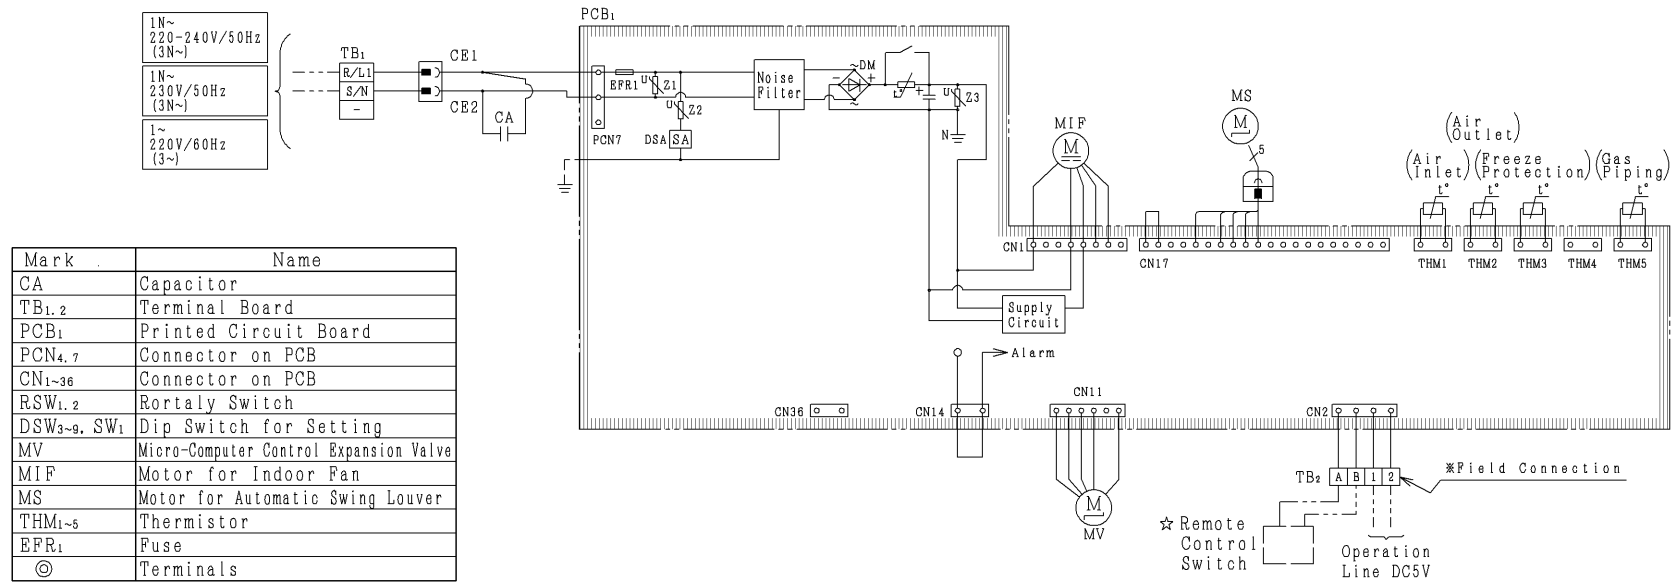 PCB₁
1N~
220-240V/50Hz
(3N~)
1N~
230V/50Hz
(3N~)
1~
220V/60Hz
(3~)
TB₁
R/L1
S/N
-
CE1
CE2
CA
PCN7
EFR1
U
Z1
U
Z2
DSA
SA
Noise
Filter
~DM
-
+
~
t°
+
U
Z3
N
MIF
M
MS
M
5
(Air
Outlet)
(Air
Inlet)
(Freeze
Protection)
(Gas
Piping)
t°
t°
t°
t°
CN1
CN17
THM1
THM2
THM3
THM4
THM5
Supply
Circuit
Alarm
CN36
CN14
CN11
CN2
M
MV
TB₂
A B 1 2
※Field Connection
☆Remote
Control
Switch
Operation
Line DC5V
Mark Name
CA Capacitor
TB₁.₂ Terminal Board
PCB₁ Printed Circuit Board
PCN₄.₇ Connector on PCB
CN₁~₃₆ Connector on PCB
RSW₁.₂ Rortaly Switch
DSW₃~₉. SW₁ Dip Switch for Setting
MV Micro-Computer Control Expansion Valve
MIF Motor for Indoor Fan
MS Motor for Automatic Swing Louver
THM₁~₅ Thermistor
EFR₁ Fuse
◎ Terminals